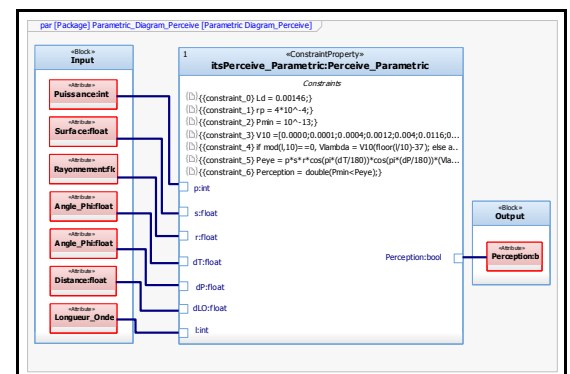 par [Package] Parametric_Diagram_Perceive [Parametric Diagram_Perceive]
«Block»
Input
«Attribute»
Puissance:int
«Attribute»
Surface:float
«Attribute»
Rayonnement:flo
«Attribute»
Angle_Phi:float
«Attribute»
Angle_Phi:float
«Attribute»
Distance:float
«Attribute»
Longueur_Onde
1
«ConstraintProperty»
itsPerceive_Parametric:Perceive_Parametric
Constraints
{{constraint_0} Ld = 0.00146;}
{{constraint_1} rp = 4*10^-4;}
{{constraint_2} Pmin = 10^-13;}
{{constraint_3} V10 =[0.0000;0.0001;0.0004;0.0012;0.004;0.0116;0...
{{constraint_4} if mod(l,10)==0, Vlambda = V10(floor(l/10)-37); else a..
{{constraint_5} Peye = p*s*r*cos(pi*(dT/180))*cos(pi*(dP/180))*(Vla...
{{constraint_6} Perception = double(Pmin<Peye);}
p:int
s:float
r:float
dT:float
dP:float
dLO:float
l:int
Perception:bool
«Block»
Output
«Attribute»
Perception:b